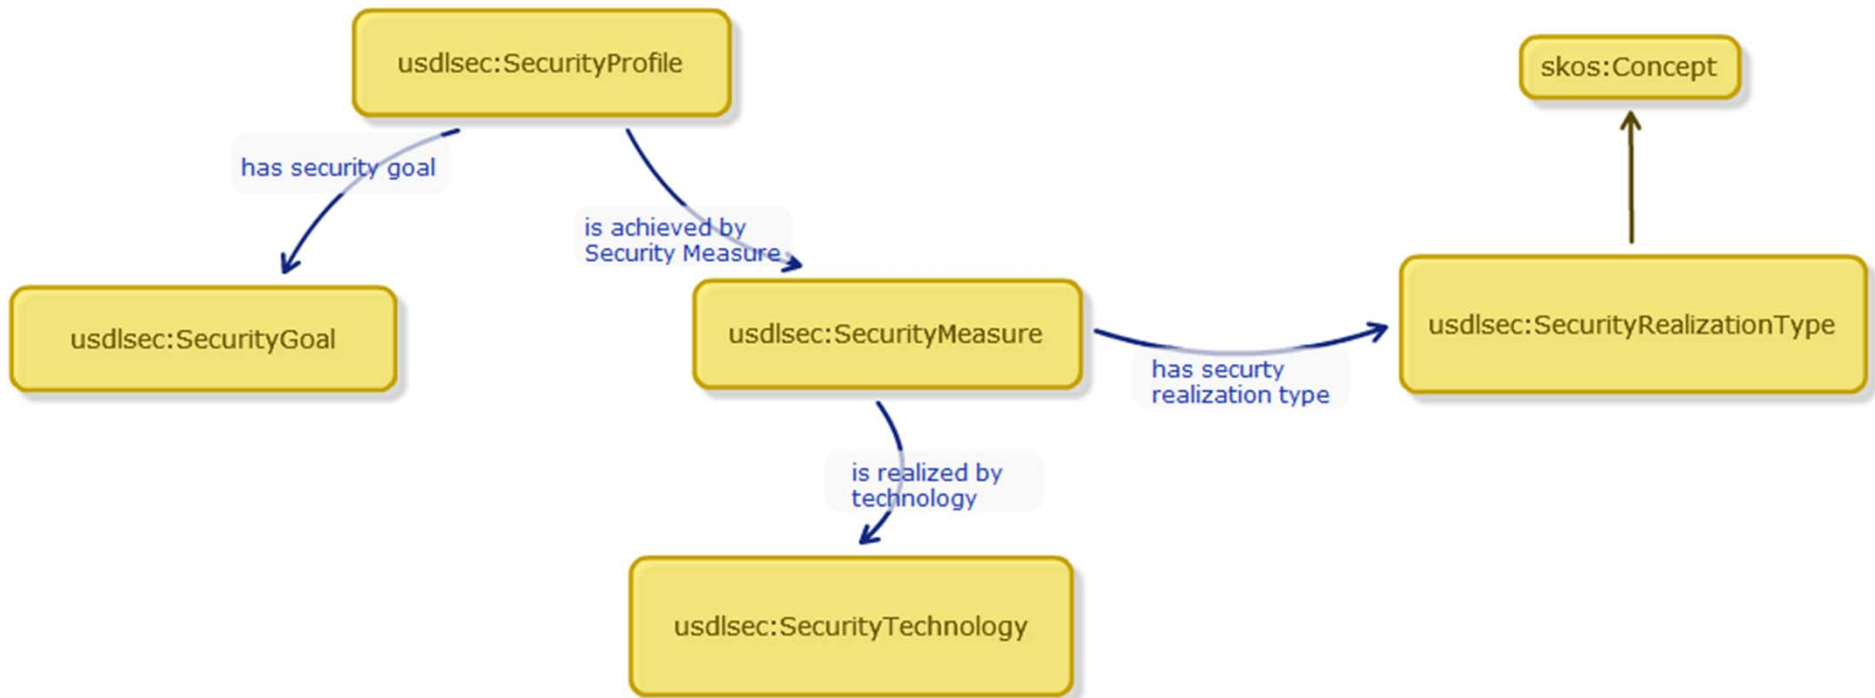 usdlsec:SecurityProfile
skos:Concept
has security goal
is achieved by
Security Measure
usdlsec:SecurityGoal
usdlsec:SecurityMeasure
usdlsec:SecurityRealizationType
has securty
realization type
is realized by
technology
usdlsec:SecurityTechnology